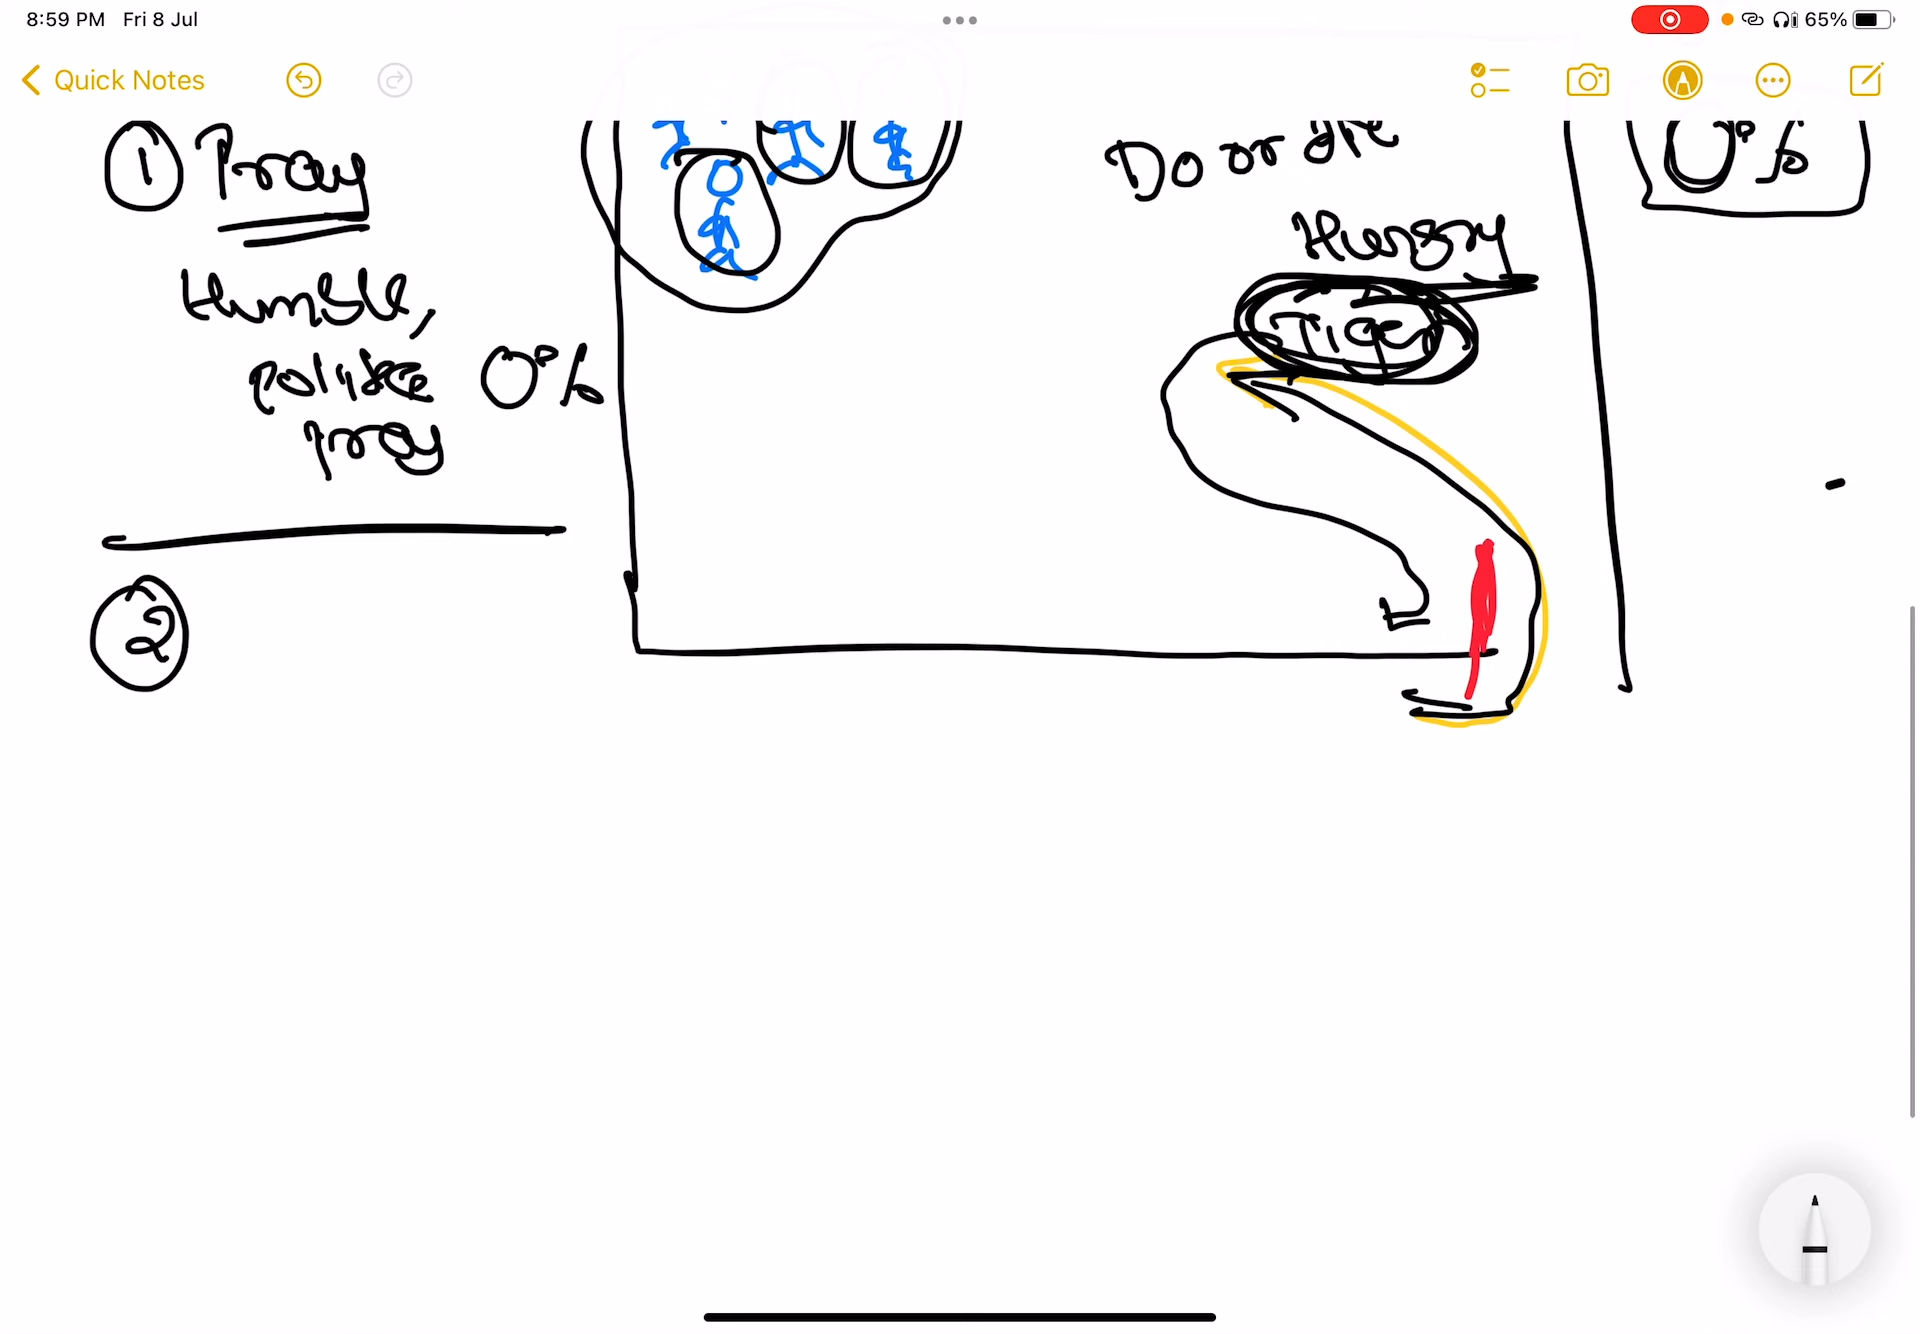 8:59 PM Fri 8 Jul
65%
Quick Notes
1 Pray
Humble,
polite 0%
pray
2
Do or die
Hungry
Tiger
0%